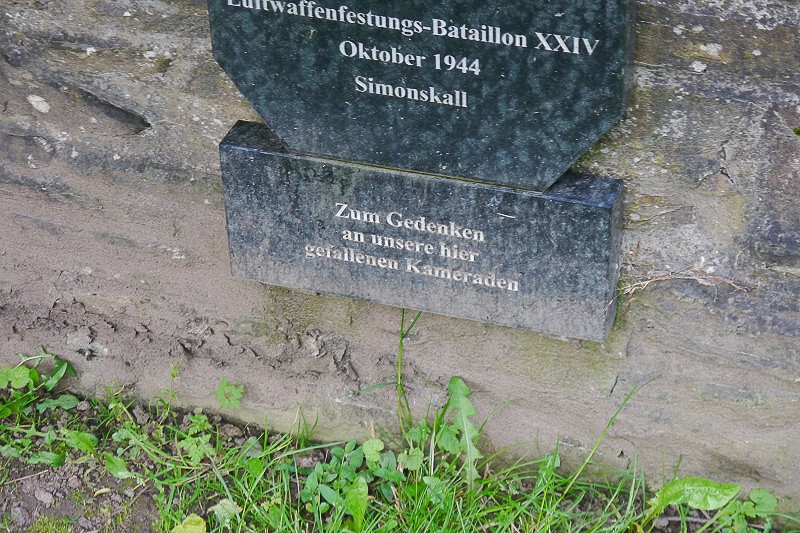 Luftwaffenfestungs-Bataillon XXIV
Oktober 1944
Simonskall
Zum Gedenken
an unsere hier
gefallenen Kameraden